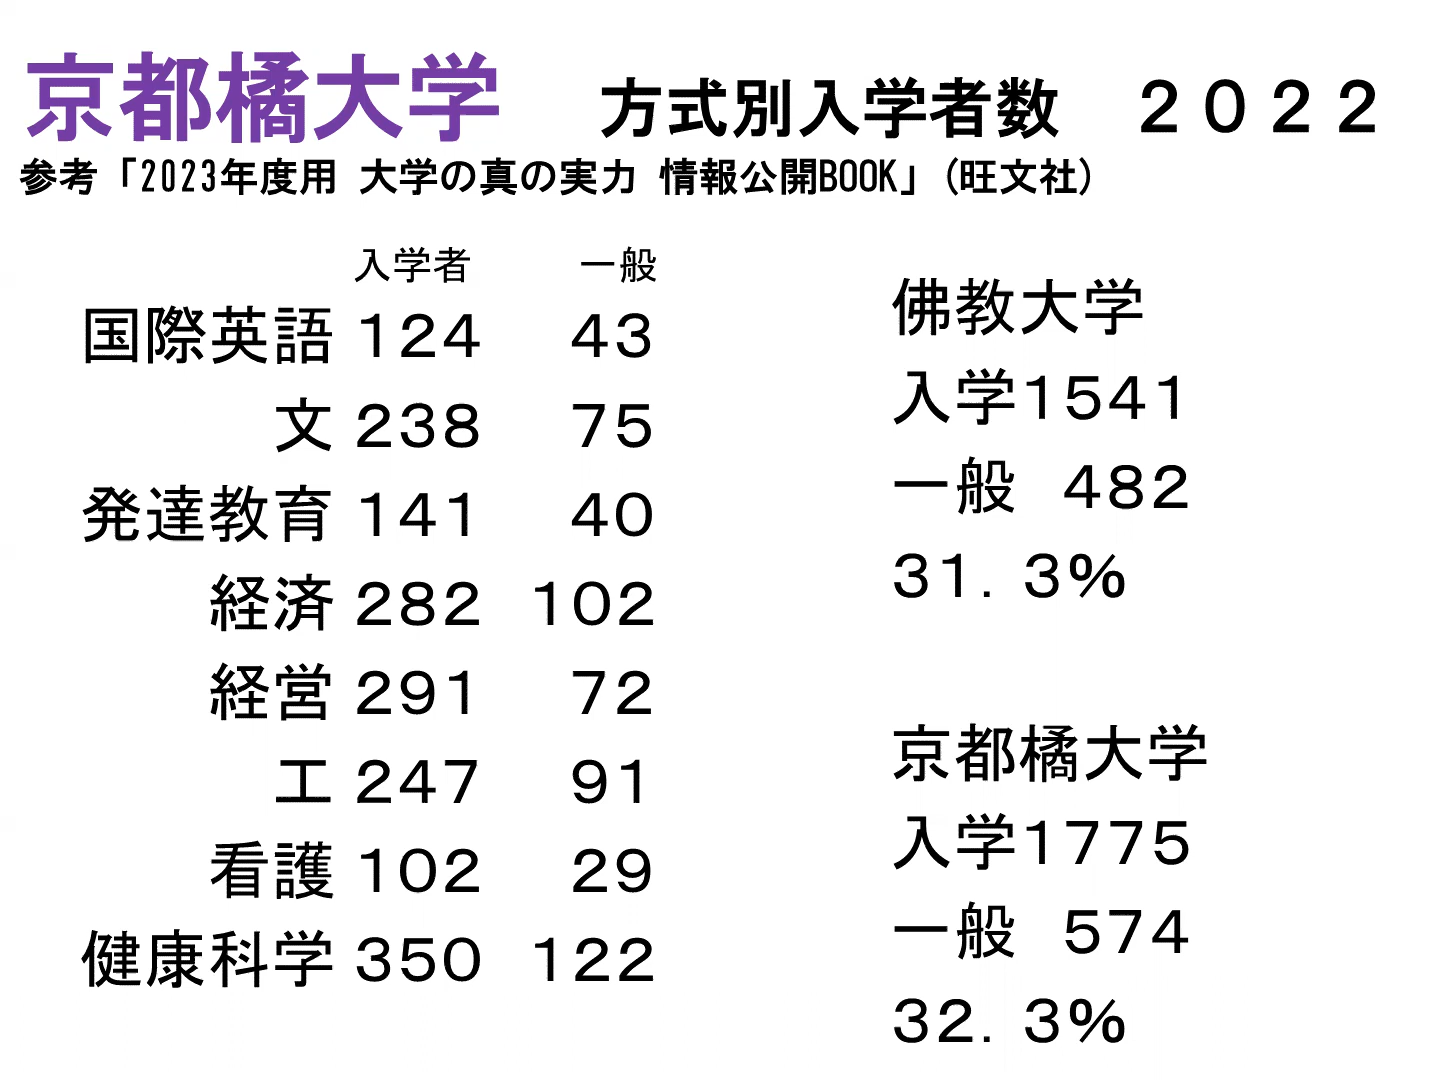 京都橘大学　方式別入学者数　２０２２
参考「2023年度用 大学の真の実力 情報公開BOOK」(旺文社)
入学者　一般
国際英語 124 43
文 238 75
発達教育 141 40
経済 282 102
経営 291 72
工 247 91
看護 102 29
健康科学 350 122
佛教大学
入学1541
一般　482
31．3%
京都橘大学
入学1775
一般　574
32．3%